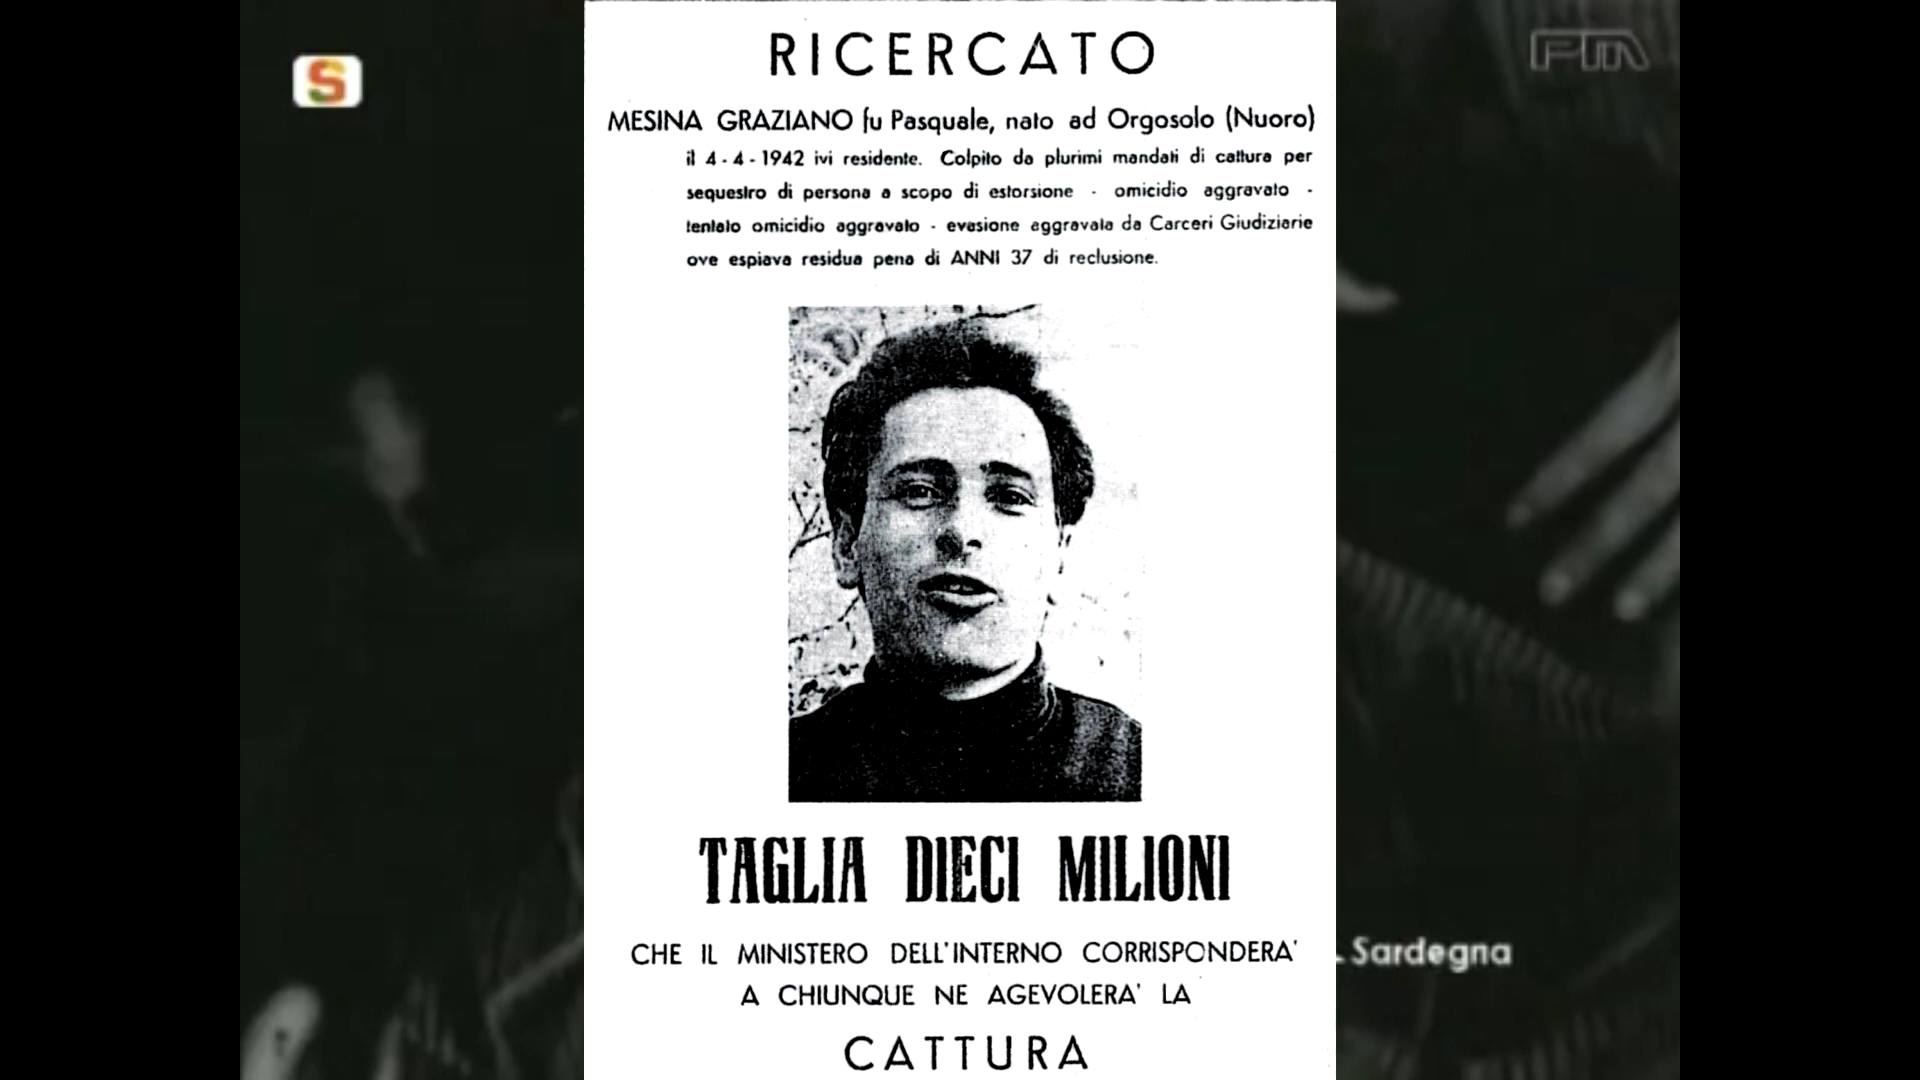 RICERCATO
MESINA GRAZIANO fu Pasquale, nato ad Orgosolo (Nuoro)
il 4-4-1942 ivi residente. Colpito da plurimi mandati di cattura per
sequestro di persona a scopo di estorsione - omicidio aggravato -
tentato omicidio aggravato - evasione aggravata da Carceri Giudiziarie
ove espiava residua pena di ANNI 37 di reclusione.
TAGLIA DIECI MILIONI
CHE IL MINISTERO DELL'INTERNO CORRISPONDERA'
A CHIUNQUE NE AGEVOLERA' LA
CATTURA
S
PM
Sardegna